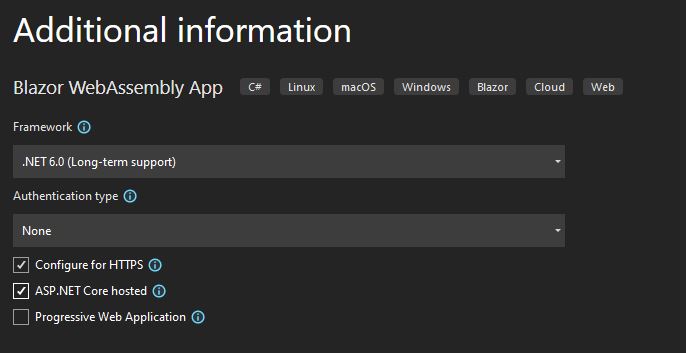 Additional information
Blazor WebAssembly App C# Linux macOS Windows Blazor Cloud Web
Framework
.NET 6.0 (Long-term support)
Authentication type
None
Configure for HTTPS
ASP.NET Core hosted
Progressive Web Application